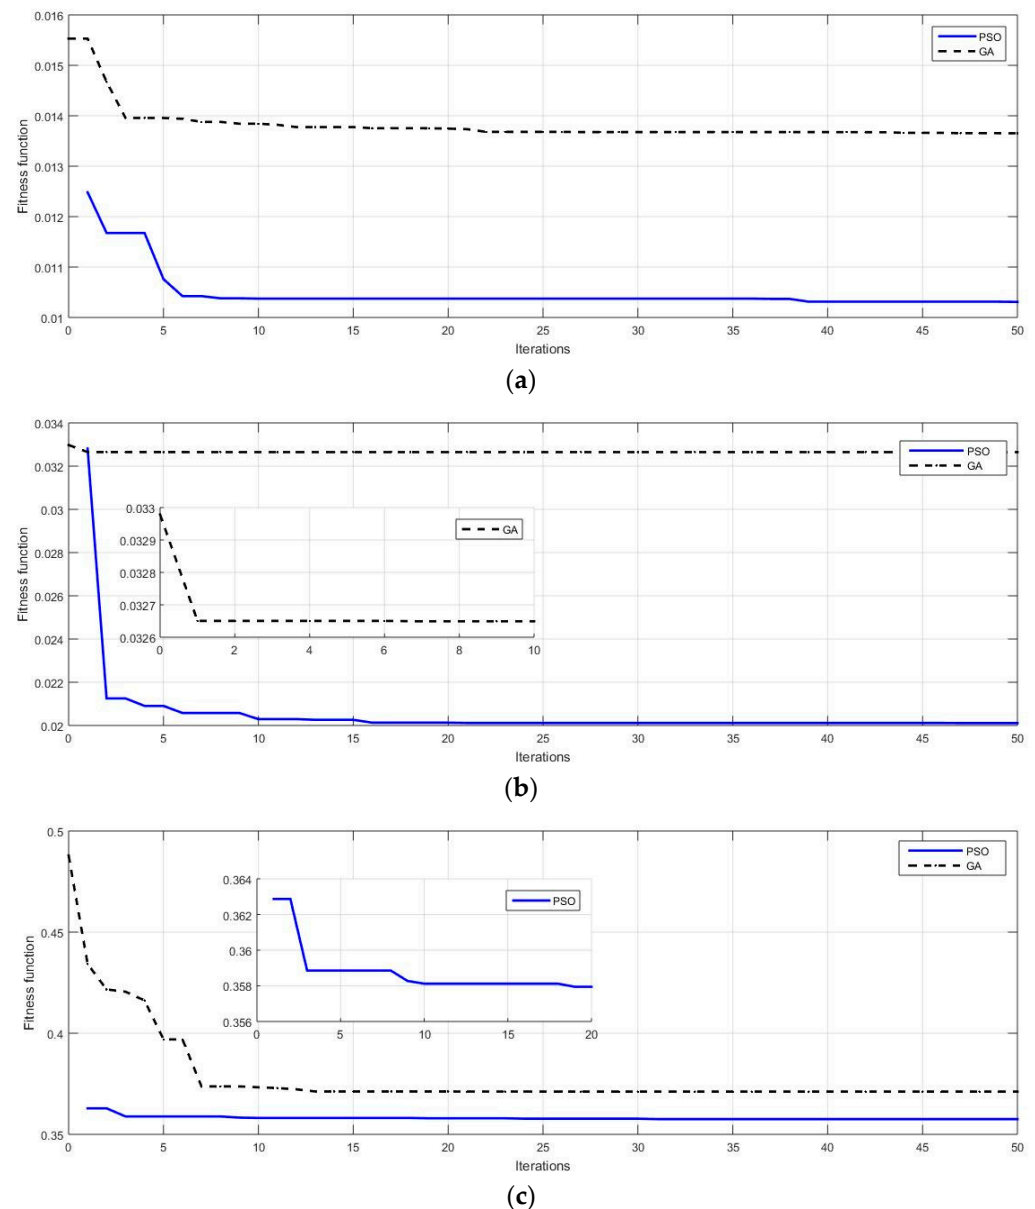 0.016
0.015
0.014
0.013
0.012
0.011
0.01
Fitness function
PSO
GA
0 5 10 15 20 25 30 35 40 45 50
Iterations
(a)
0.034
0.032
0.03
0.028
0.026
0.024
0.022
0.02
Fitness function
PSO
GA
0.033
0.0329
0.0328
0.0327
0.0326
GA
0 2 4 6 8 10
0 5 10 15 20 25 30 35 40 45 50
Iterations
(b)
0.5
0.45
0.4
0.35
Fitness function
PSO
GA
0.364
0.362
0.36
0.358
0.356
PSO
0 5 10 15 20
0 5 10 15 20 25 30 35 40 45 50
Iterations
(c)